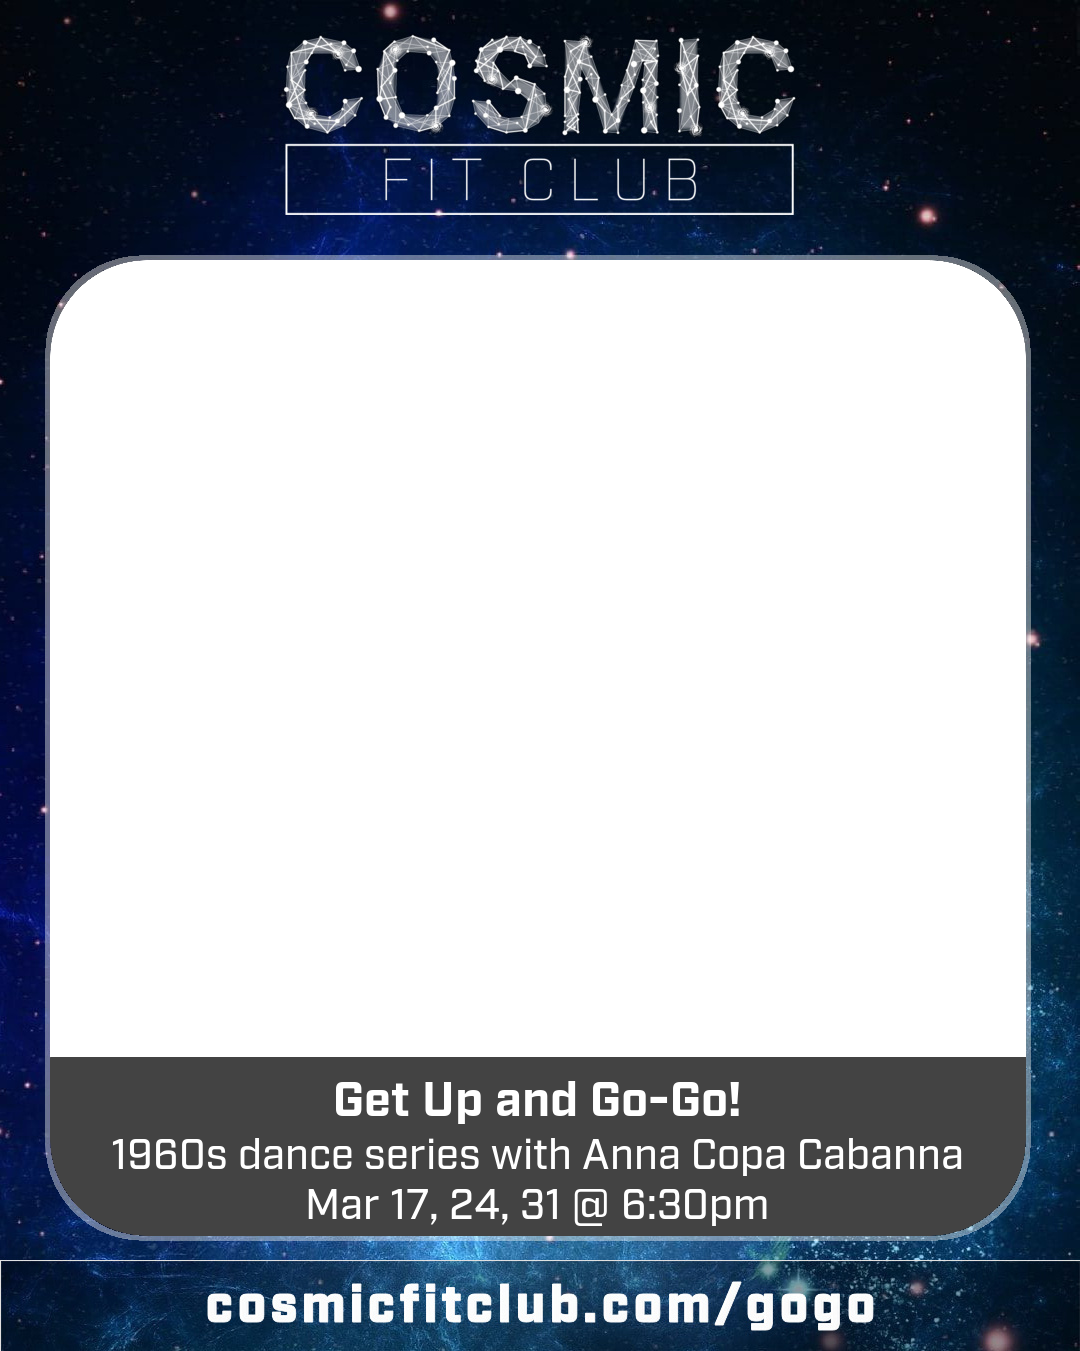 COSMIC
FIT CLUB
Get Up and Go-Go!
1960s dance series with Anna Copa Cabanna
Mar 17, 24, 31 @ 6:30pm
cosmicfitclub.com/gogo